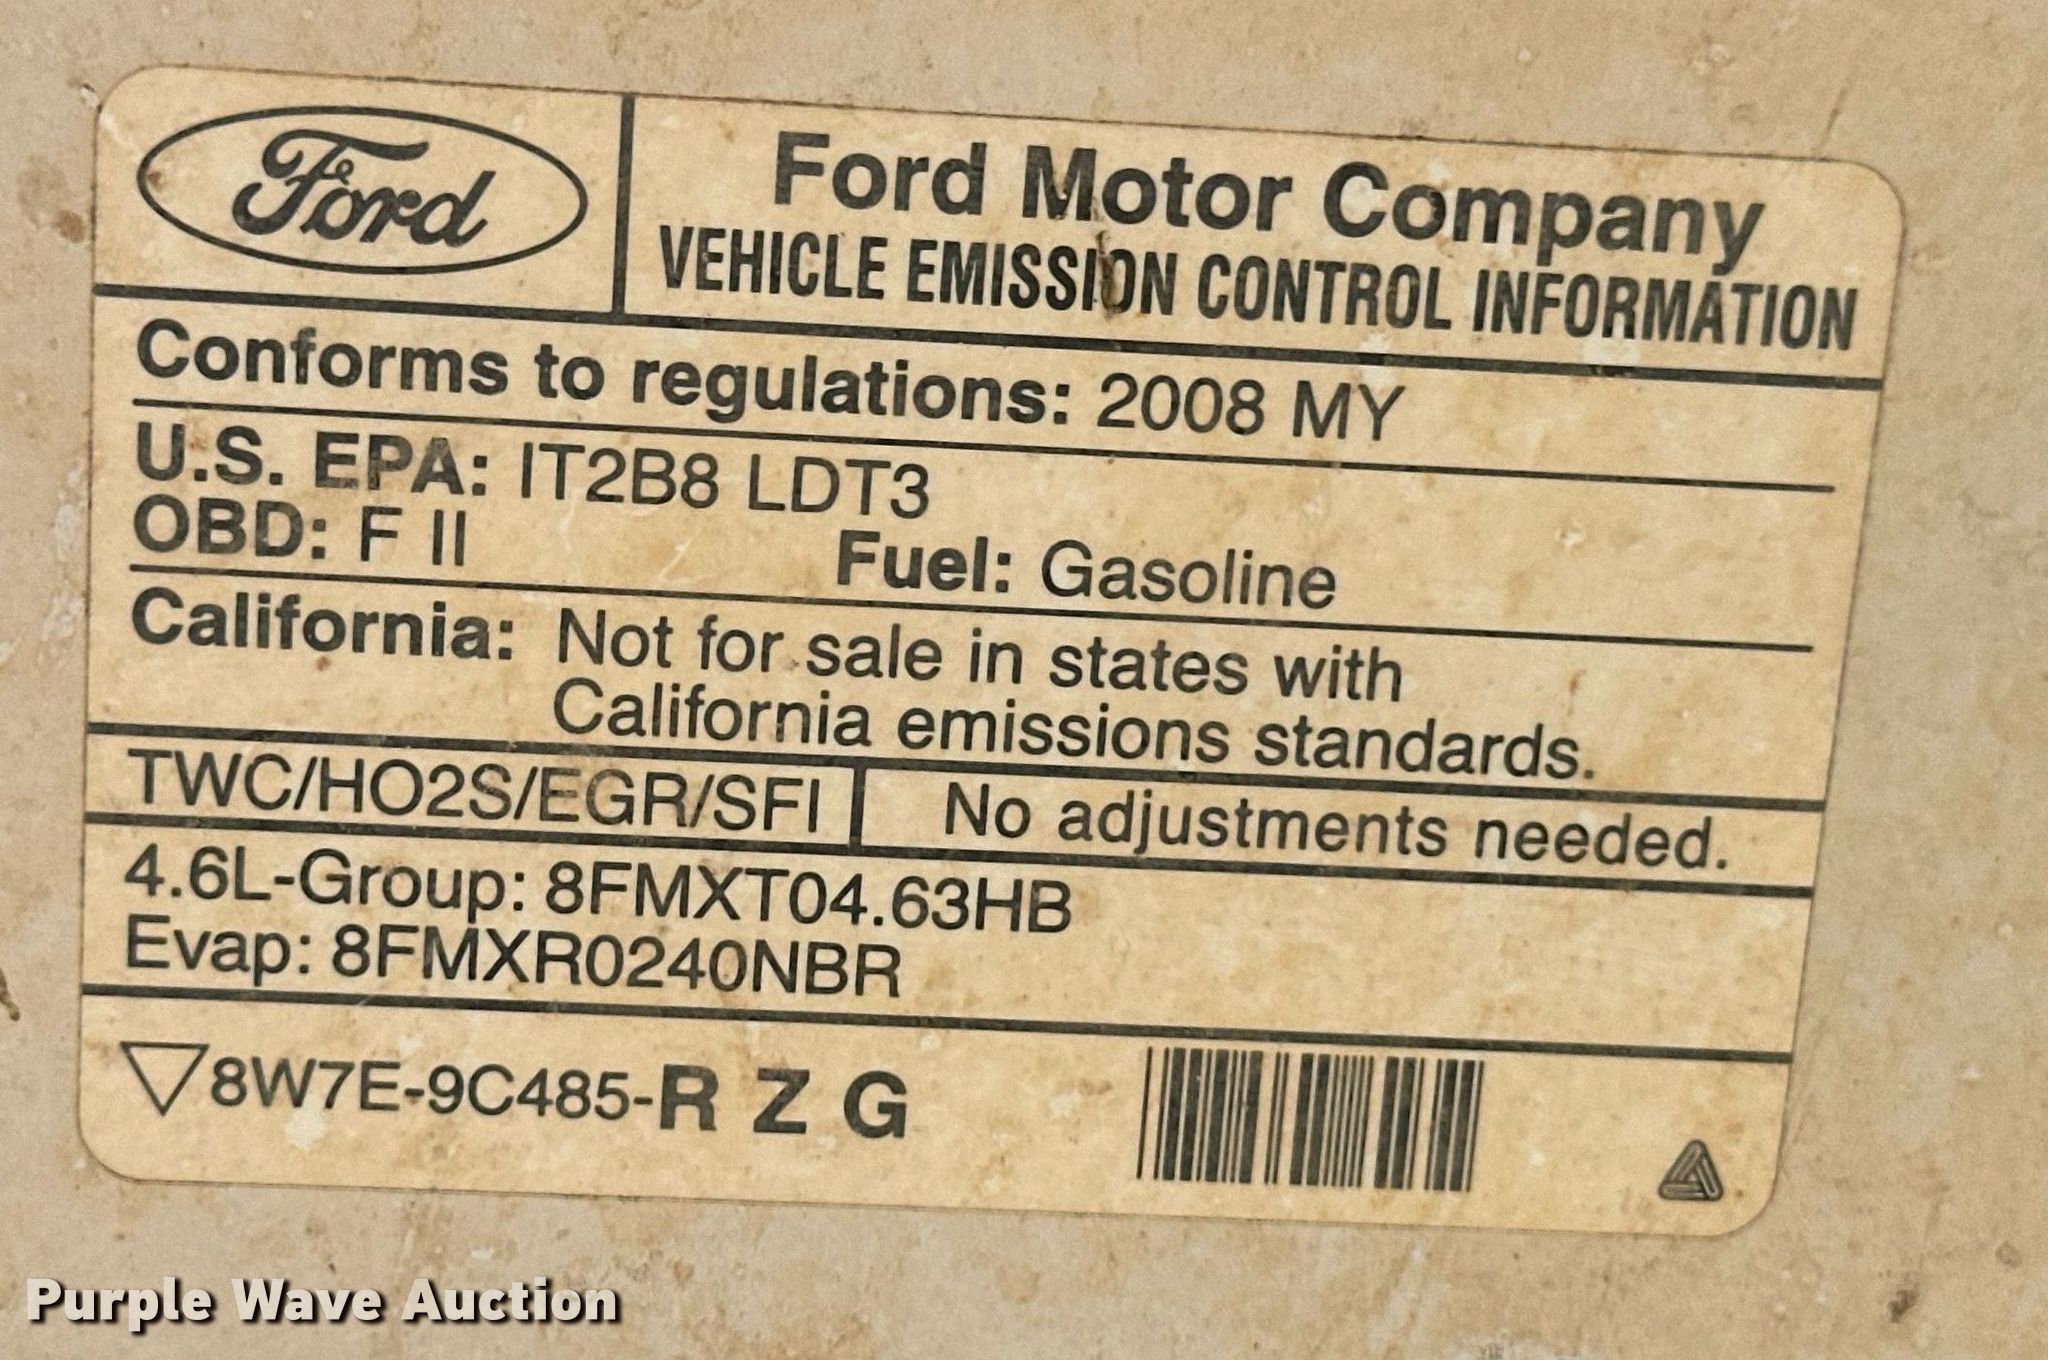 Ford
Ford Motor Company
VEHICLE EMISSION CONTROL INFORMATION
Conforms to regulations: 2008 MY
U.S. EPA: IT2B8 LDT3
OBD: F II Fuel: Gasoline
California: Not for sale in states with
California emissions standards.
TWC/HO2S/EGR/SFI No adjustments needed.
4.6L-Group: 8FMXT04.63HB
Evap: 8FMXR0240NBR
8W7E-9C485-R Z G
Purple Wave Auction